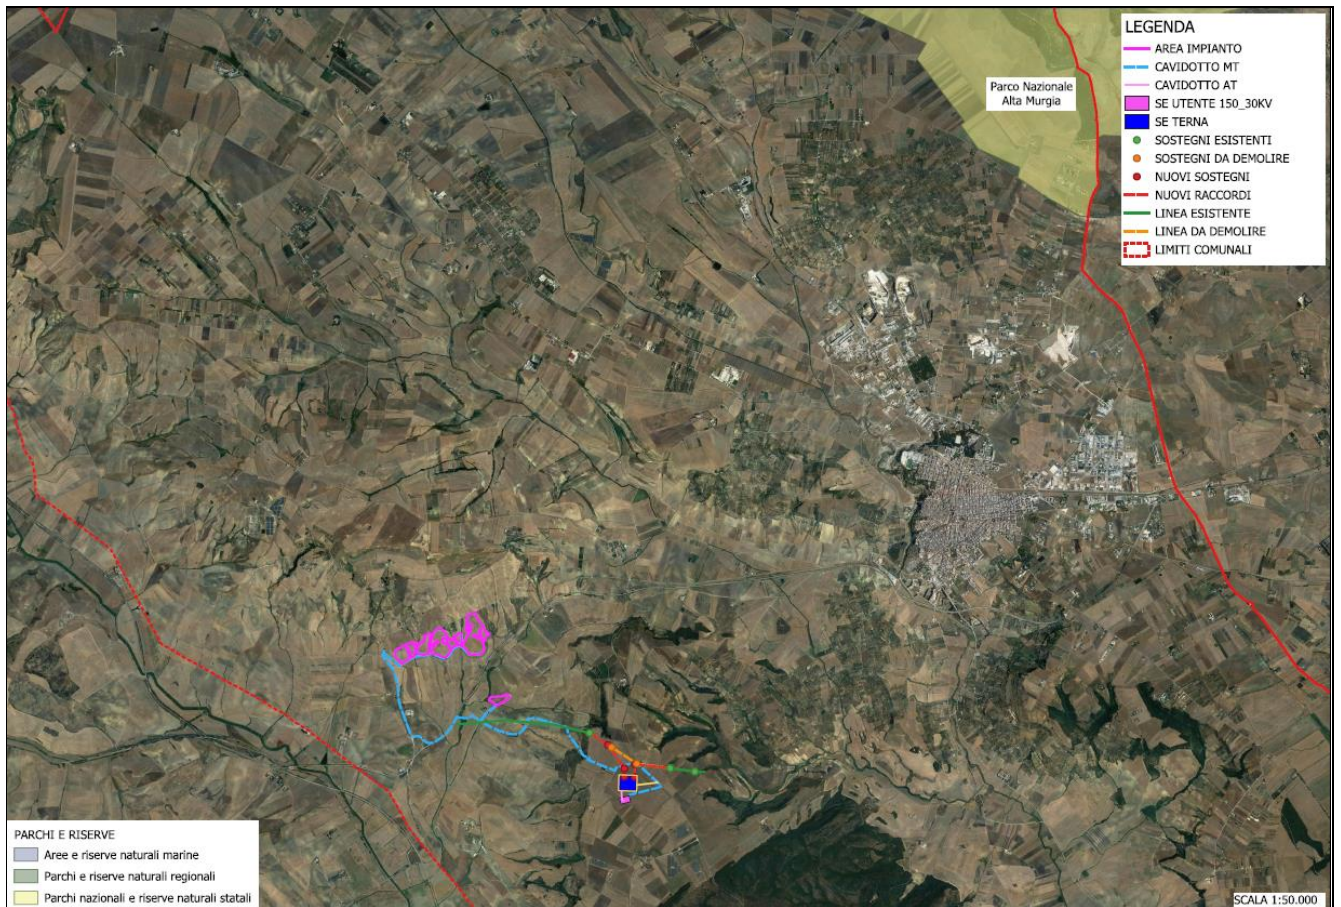 Parco Nazionale
Alta Murgia
LEGENDA
AREA IMPIANTO
CAVIDOTTO MT
CAVIDOTTO AT
SE UTENTE 150_30KV
SE TERNA
SOSTEGNI ESISTENTI
SOSTEGNI DA DEMOLIRE
NUOVI SOSTEGNI
NUOVI RACCORDI
LINEA ESISTENTE
LINEA DA DEMOLIRE
LIMITI COMUNALI
PARCHI E RISERVE
Aree e riserve naturali marine
Parchi e riserve naturali regionali
Parchi nazionali e riserve naturali statali
SCALA 1:50.000